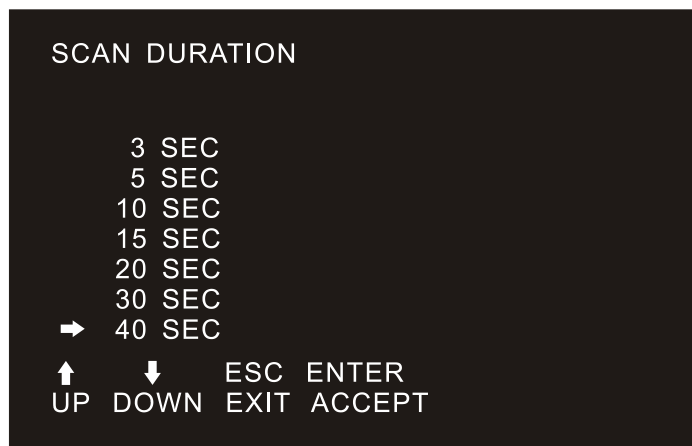 SCAN DURATION
3 SEC
5 SEC
10 SEC
15 SEC
20 SEC
30 SEC
➡ 40 SEC
⬆ ⬇ ESC ENTER
UP DOWN EXIT ACCEPT